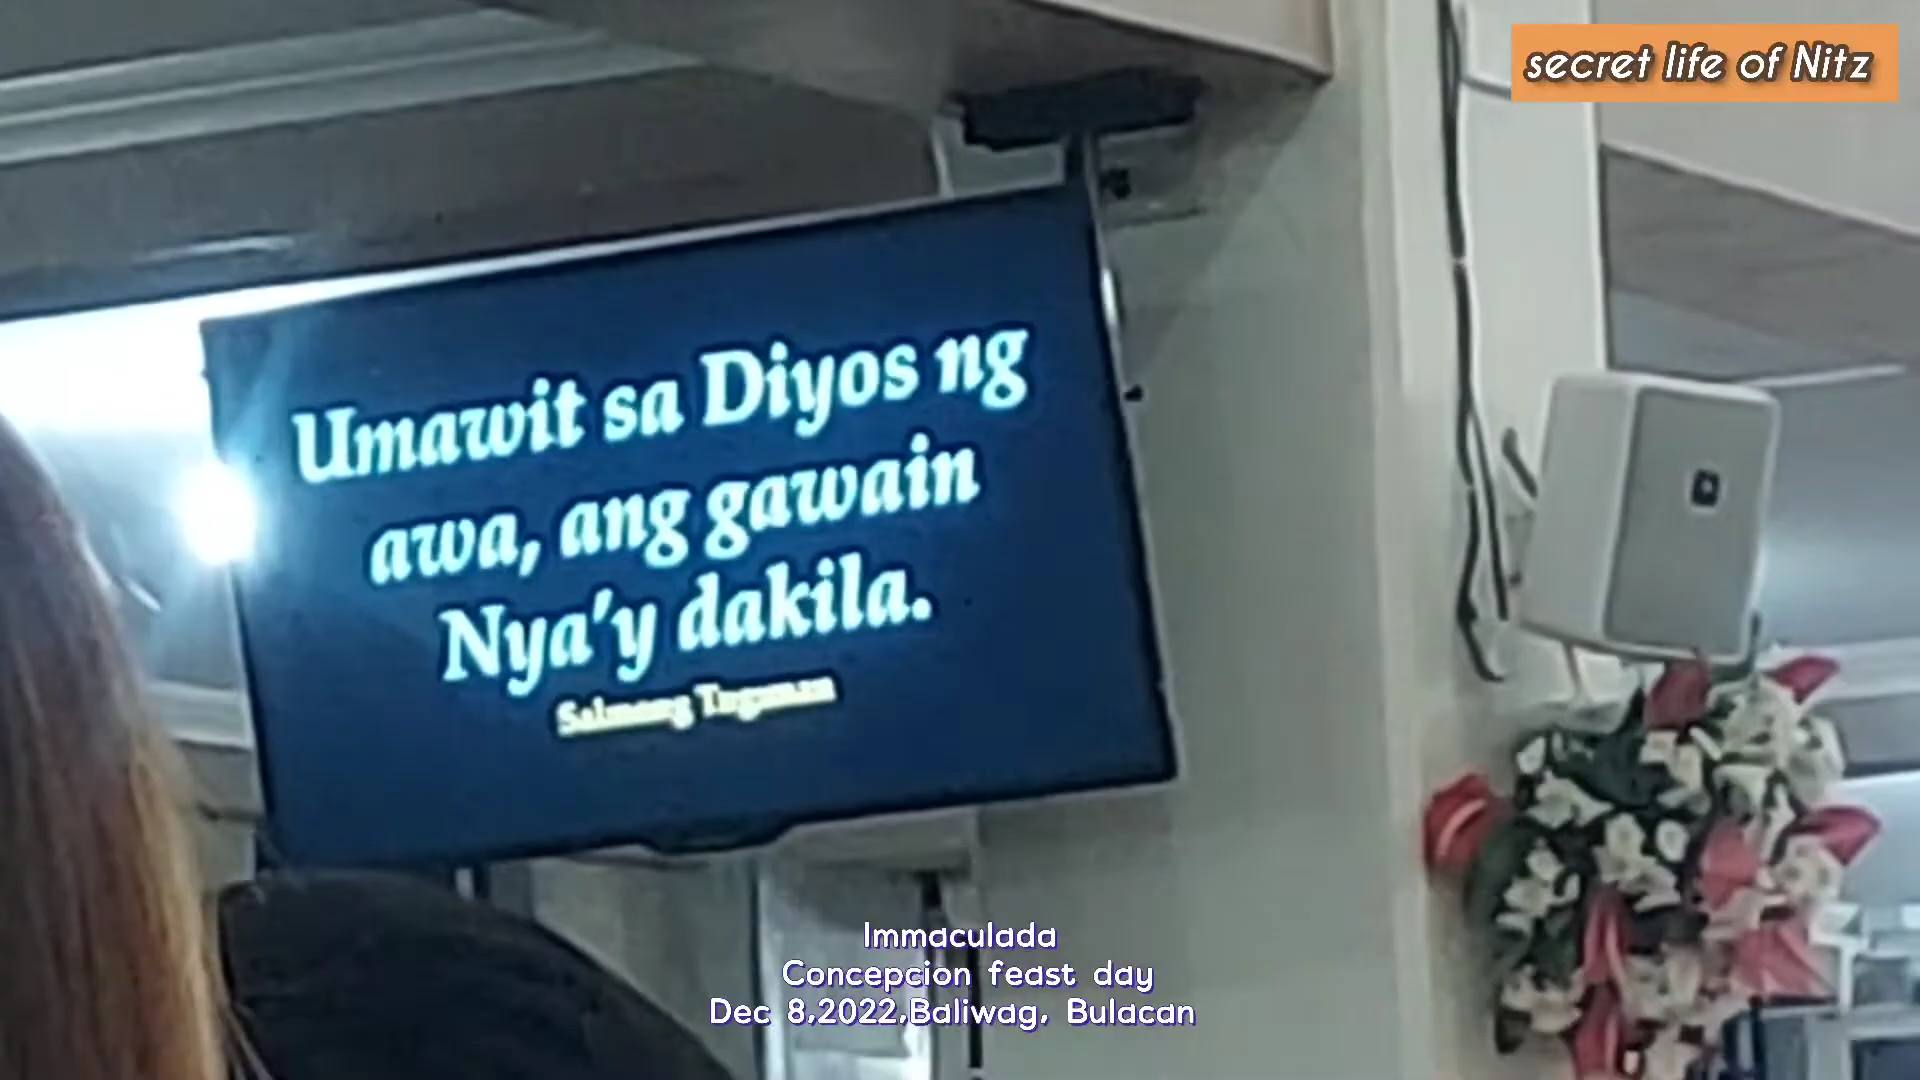 secret life of Nitz
Umawit sa Diyos ng
awa, ang gawain
Nya'y dakila.
Salmong Tugunan
Immaculada
Concepcion feast day
Dec 8,2022,Baliwag, Bulacan